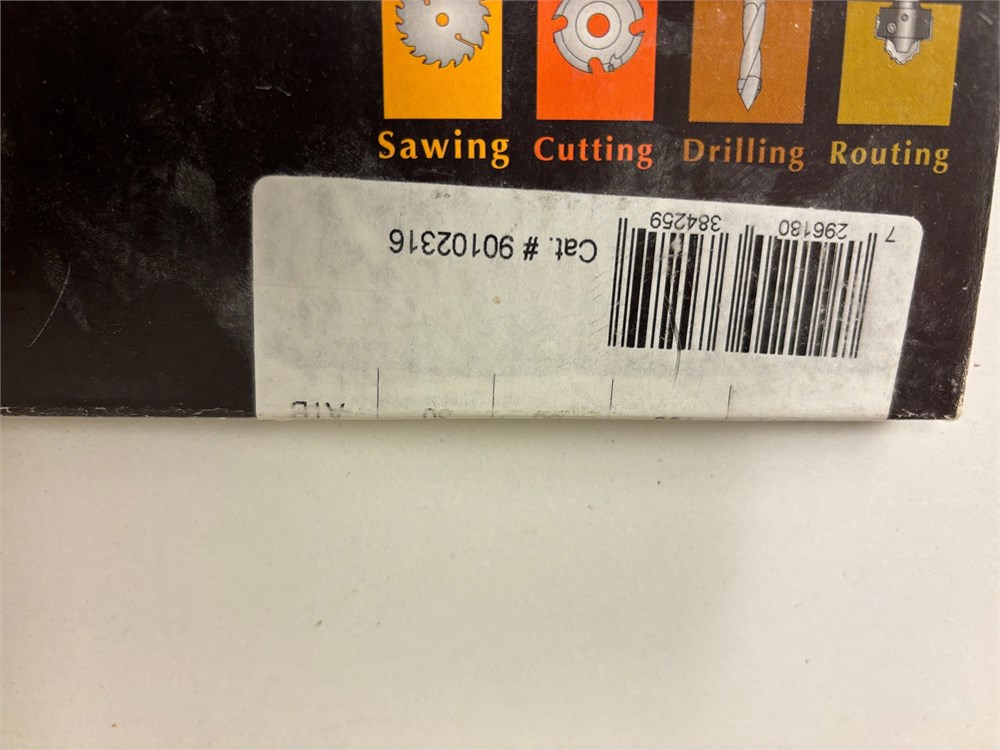 Sawing Cutting Drilling Routing
Cat. # 90102316
7 296180 384259